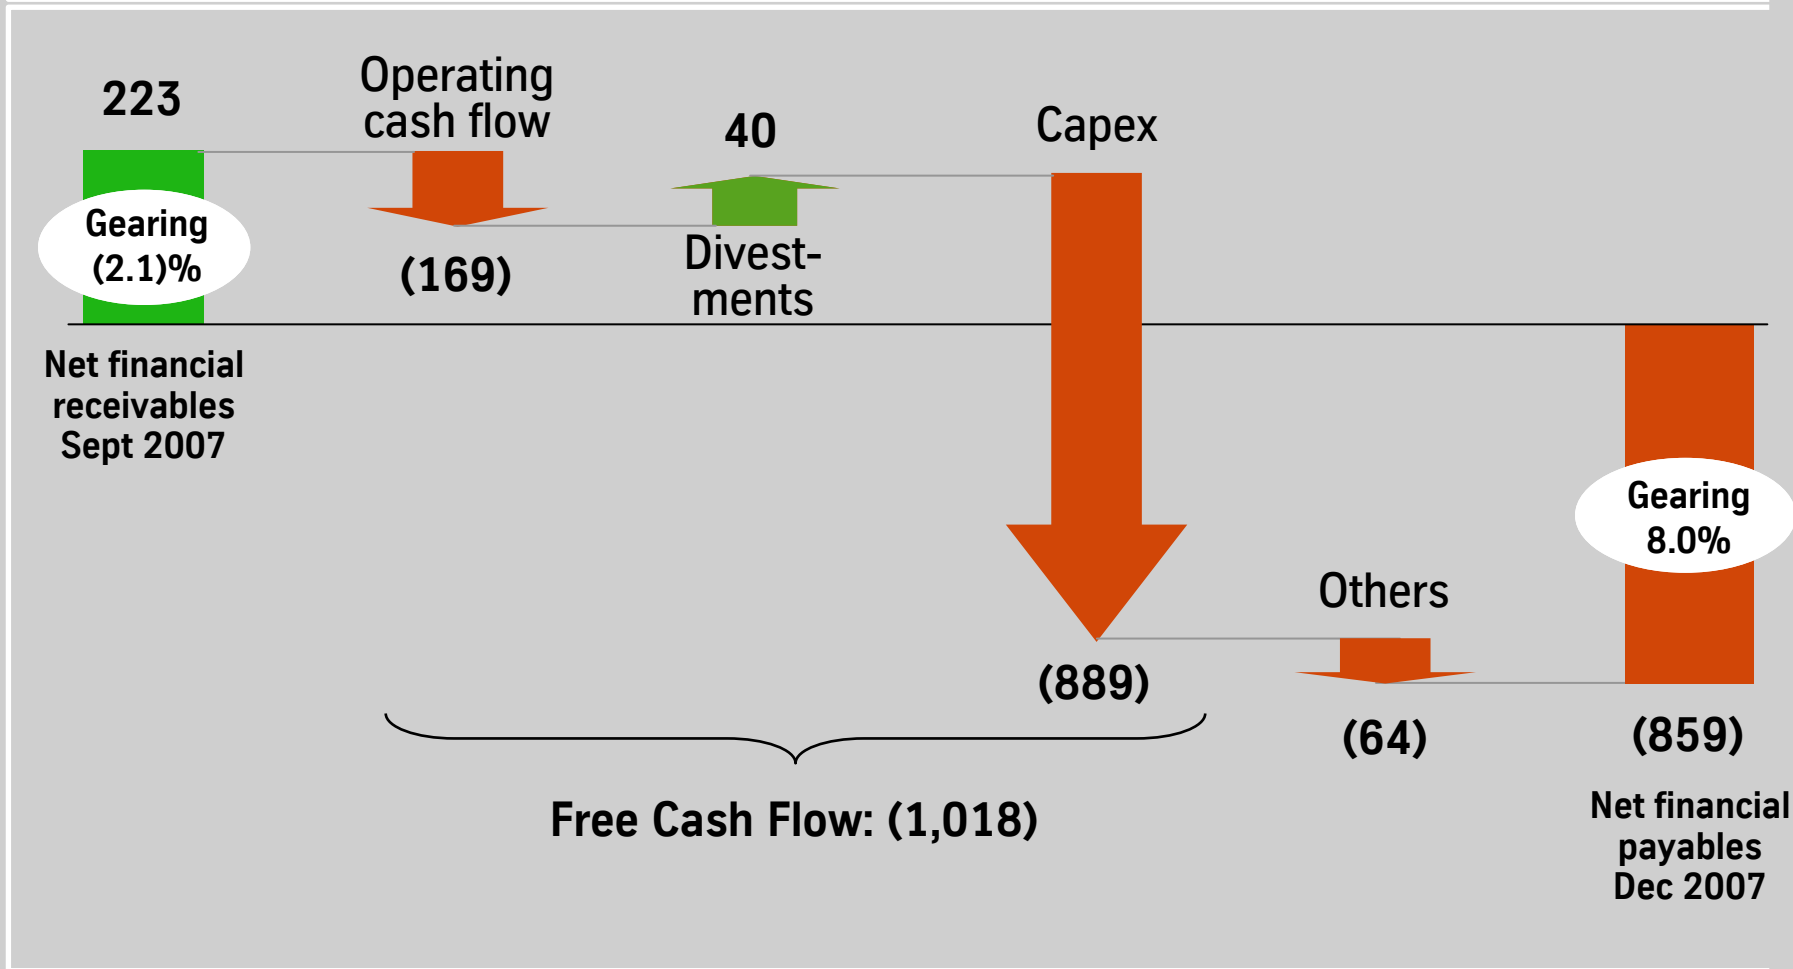 223
Gearing
(2.1)%
Net financial
receivables
Sept 2007
Operating
cash flow
(169)
40
Divest-
ments
Capex
(889)
Others
(64)
Gearing
8.0%
(859)
Net financial
payables
Dec 2007
Free Cash Flow: (1,018)